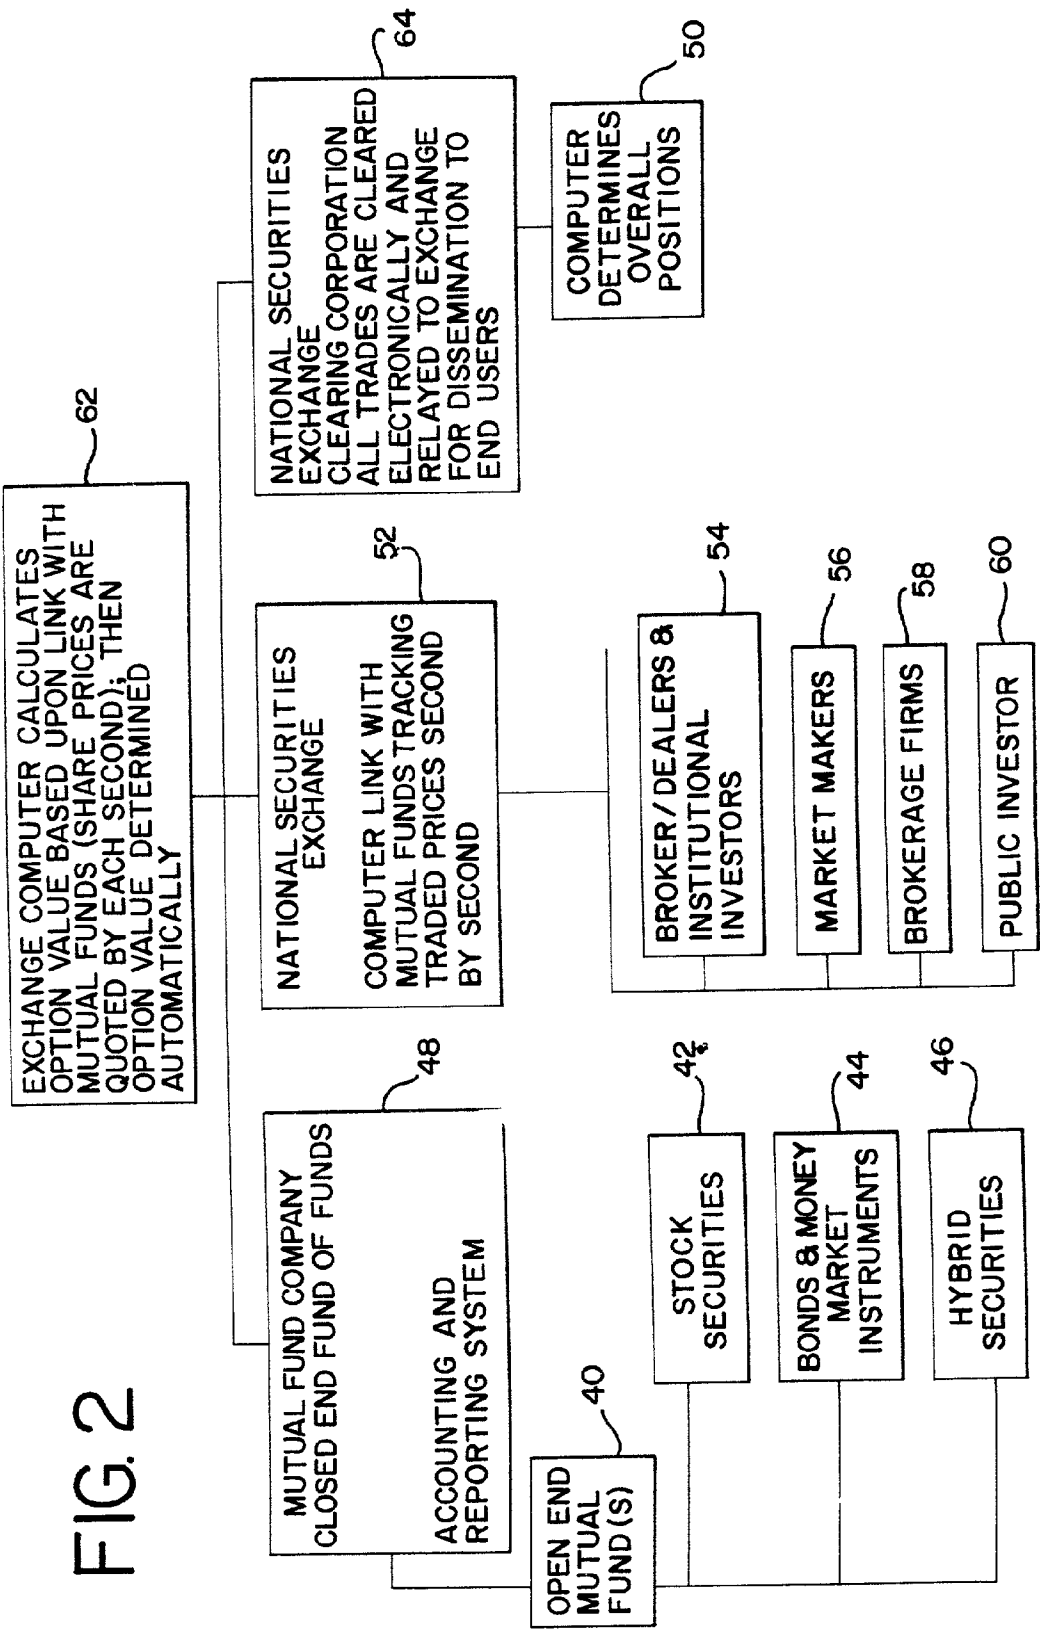 FIG. 2
EXCHANGE COMPUTER CALCULATES
OPTION VALUE BASED UPON LINK WITH
MUTUAL FUNDS (SHARE PRICES ARE
QUOTED BY EACH SECOND); THEN
OPTION VALUE DETERMINED
AUTOMATICALLY
62
MUTUAL FUND COMPANY
CLOSED END FUND OF FUNDS
ACCOUNTING AND
REPORTING SYSTEM
48
OPEN END
MUTUAL
FUND(S)
40
STOCK
SECURITIES
42
BONDS & MONEY
MARKET
INSTRUMENTS
44
HYBRID
SECURITIES
46
NATIONAL SECURITIES
EXCHANGE
COMPUTER LINK WITH
MUTUAL FUNDS TRACKING
TRADED PRICES SECOND
BY SECOND
52
BROKER/DEALERS &
INSTITUTIONAL
INVESTORS
54
MARKET MAKERS
56
BROKERAGE FIRMS
58
PUBLIC INVESTOR
60
NATIONAL SECURITIES
EXCHANGE
CLEARING CORPORATION
ALL TRADES ARE CLEARED
ELECTRONICALLY AND
RELAYED TO EXCHANGE
FOR DISSEMINATION TO
END USERS
64
COMPUTER
DETERMINES
OVERALL
POSITIONS
50